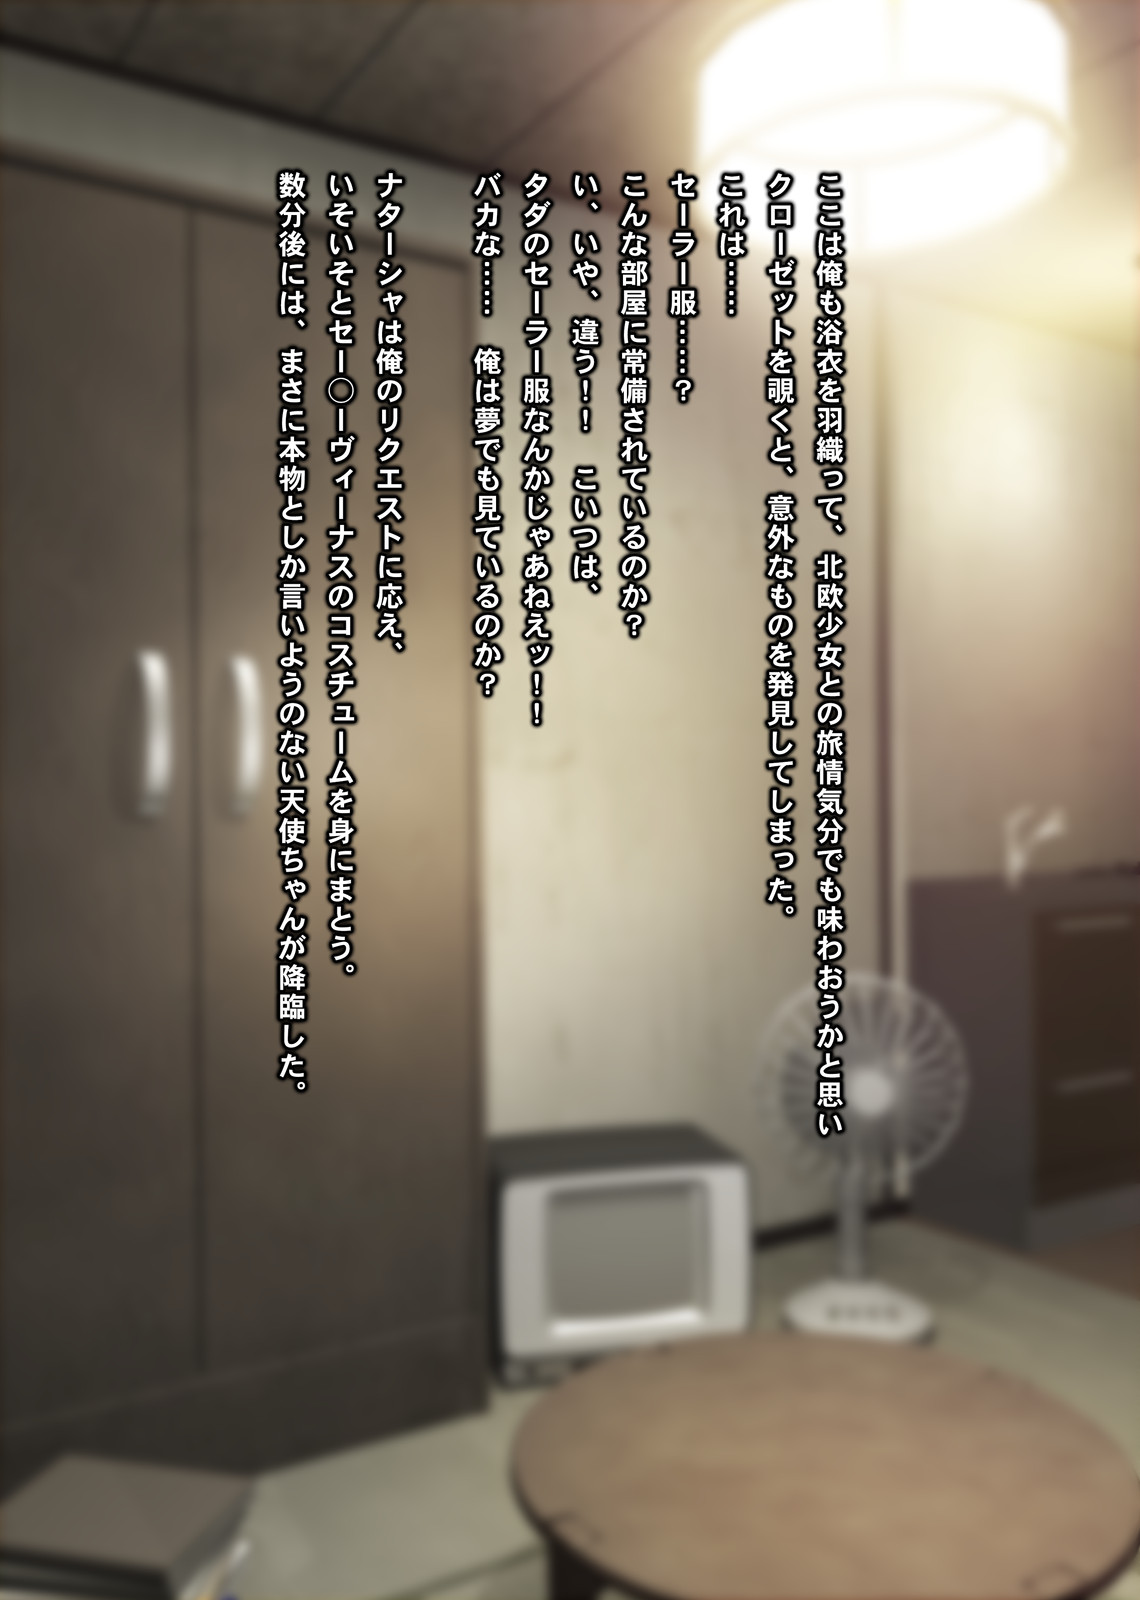 ここは俺も浴衣を羽織って、北欧少女との旅情気分でも味わおうかと思い
クローゼットを覗くと、意外なものを発見してしまった。
これは……
セーラー服……？
こんな部屋に常備されているのか？
い、いや、違う！！　こいつは、
タダのセーラー服なんかじゃあねえッ！！
バカな……　俺は夢でも見ているのか？
ナターシャは俺のリクエストに応え、
いそいそとセー◯ーヴィーナスのコスチュームを身にまとう。
数分後には、まさに本物としか言いようのない天使ちゃんが降臨した。